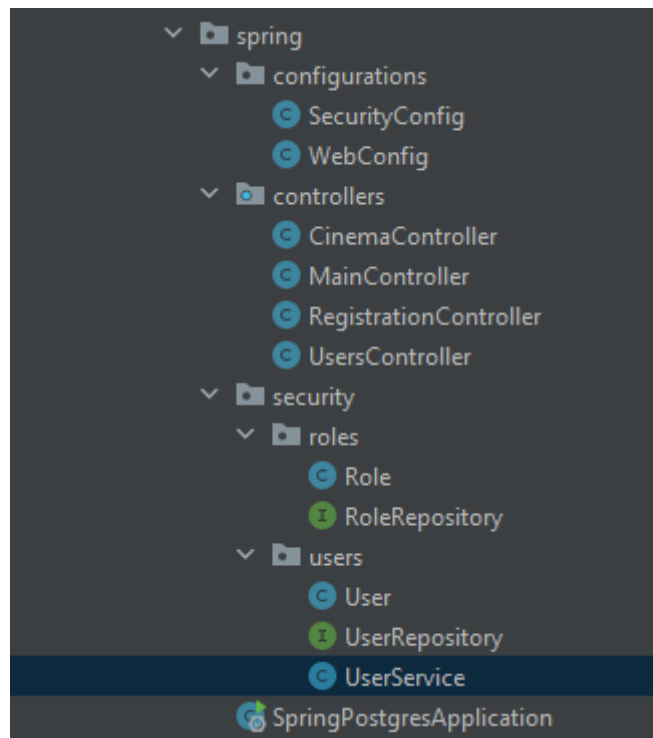 spring
configurations
SecurityConfig
WebConfig
controllers
CinemaController
MainController
RegistrationController
UsersController
security
roles
Role
RoleRepository
users
User
UserRepository
UserService
SpringPostgresApplication